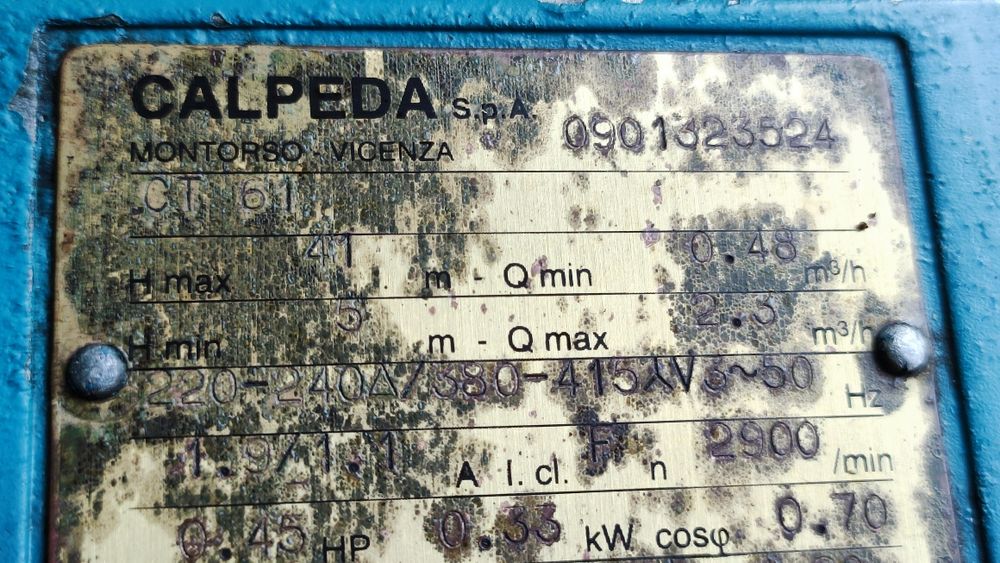 CALPEDA S.p.A.
MONTORSO - VICENZA 0901323524
CT 61
H max 41 m - Q min 0.48 m³/h
H min 5 m - Q max 2.3 m³/h
220-240Δ/380-415⅄V3~50 Hz
1.9/1.1 A I.cl. F n 2900 /min
0.45 HP 0.33 kW cosφ 0.70